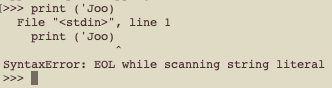 [>>> print ('Joo)
  File "<stdin>", line 1
    print ('Joo)
               ^
SyntaxError: EOL while scanning string literal
>>>